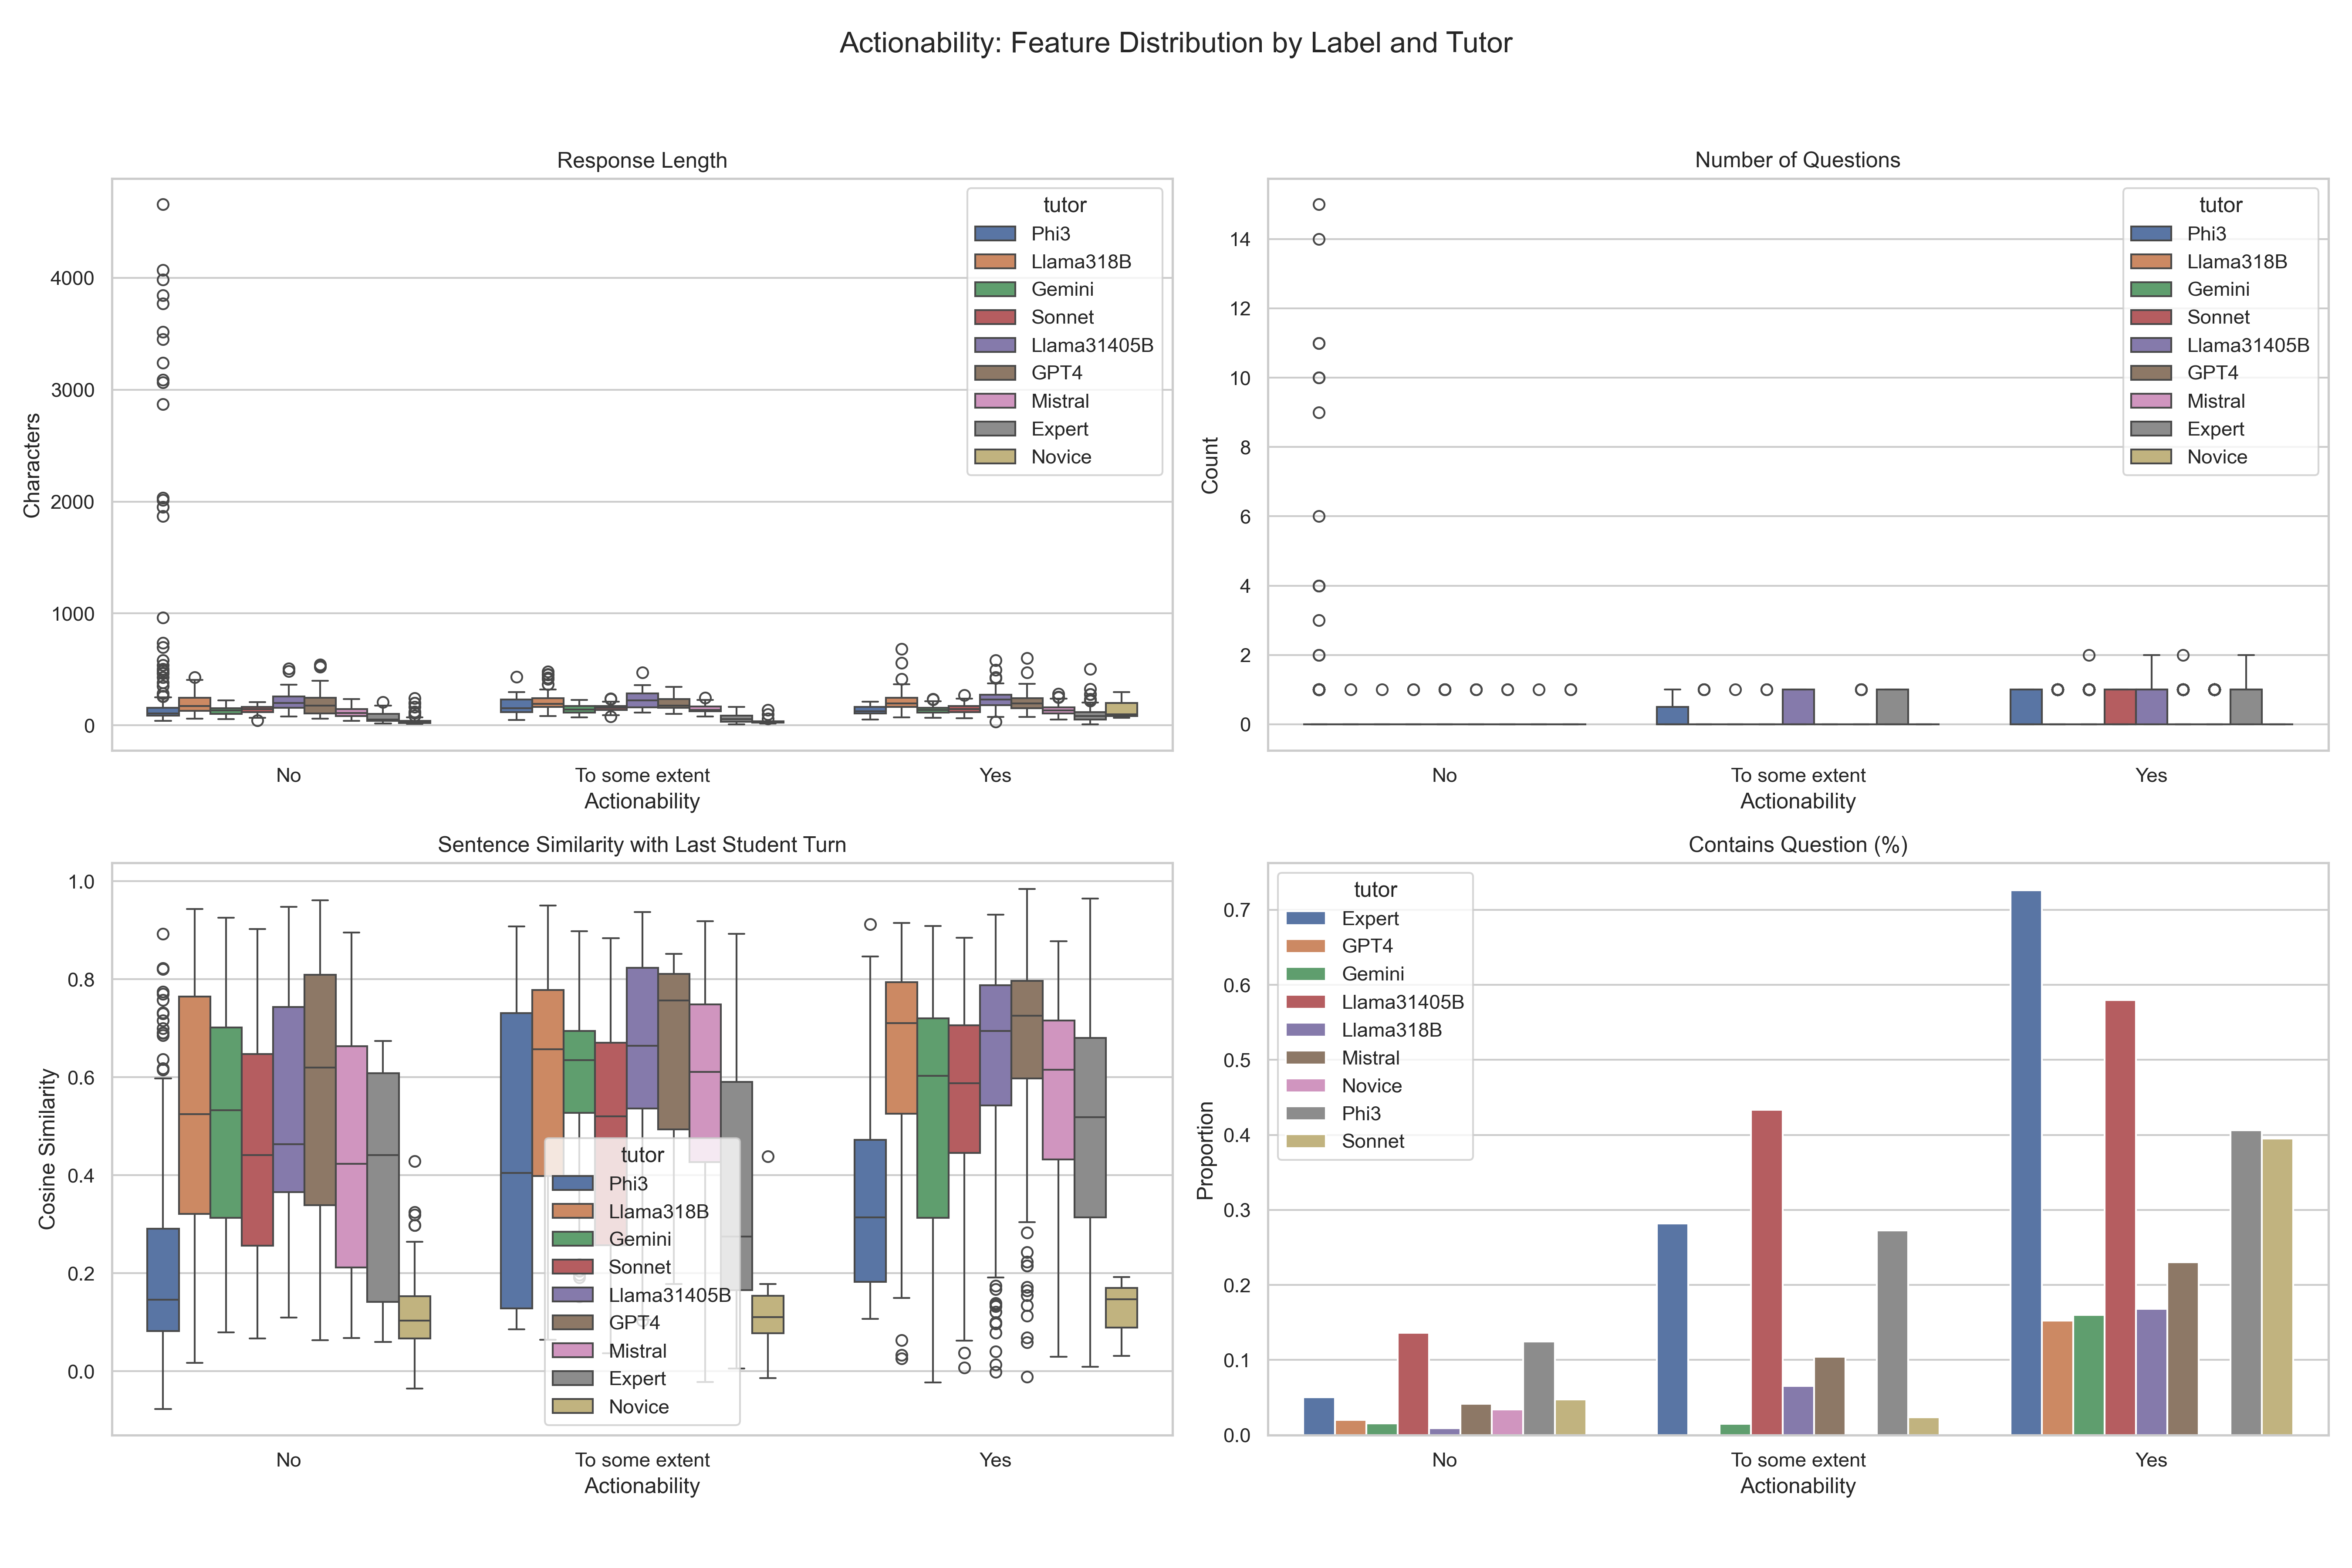 Actionability: Feature Distribution by Label and Tutor
Response Length
Characters
4000
3000
2000
1000
0
No
To some extent
Yes
Actionability
tutor
Phi3
Llama318B
Gemini
Sonnet
Llama31405B
GPT4
Mistral
Expert
Novice
Number of Questions
Count
14
12
10
8
6
4
2
0
No
To some extent
Yes
Actionability
tutor
Phi3
Llama318B
Gemini
Sonnet
Llama31405B
GPT4
Mistral
Expert
Novice
Sentence Similarity with Last Student Turn
Cosine Similarity
1.0
0.8
0.6
0.4
0.2
0.0
No
To some extent
Yes
Actionability
tutor
Phi3
Llama318B
Gemini
Sonnet
Llama31405B
GPT4
Mistral
Expert
Novice
Contains Question (%)
Proportion
0.7
0.6
0.5
0.4
0.3
0.2
0.1
0.0
No
To some extent
Yes
Actionability
tutor
Expert
GPT4
Gemini
Llama31405B
Llama318B
Mistral
Novice
Phi3
Sonnet